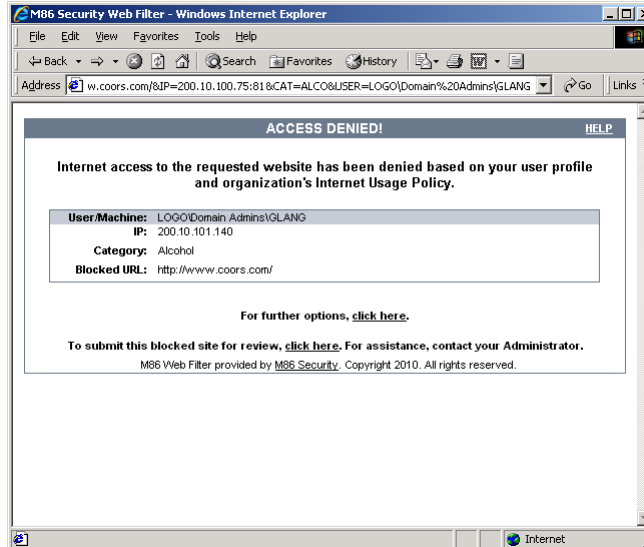 M86 Security Web Filter - Windows Internet Explorer
File Edit View Favorites Tools Help
Back Search Favorites History
Address w.coors.com/&IP=200.10.100.75:81&CAT=ALCO&USER=LOGO\Domain%20Admins\GLANG Go Links
ACCESS DENIED! HELP
Internet access to the requested website has been denied based on your user profile
and organization's Internet Usage Policy.
User/Machine: LOGO\Domain Admins\GLANG
IP: 200.10.101.140
Category: Alcohol
Blocked URL: http://www.coors.com/
For further options, click here.
To submit this blocked site for review, click here. For assistance, contact your Administrator.
M86 Web Filter provided by M86 Security. Copyright 2010. All rights reserved.
Internet